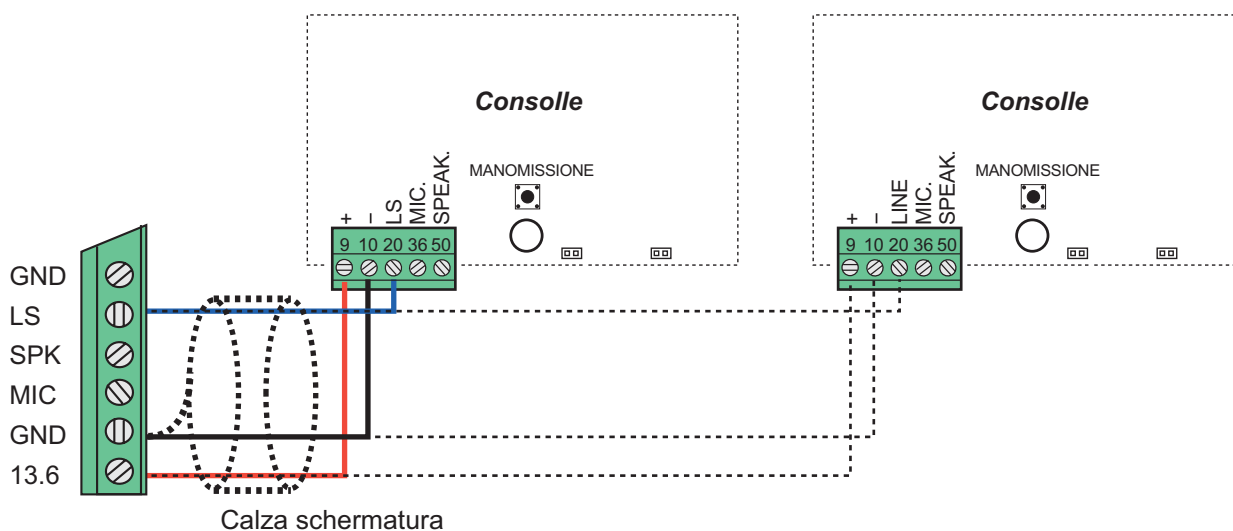 Consolle
Consolle
MANOMISSIONE
MANOMISSIONE
+
–
LS
MIC.
SPEAK.
+
–
LINE
MIC.
SPEAK.
9 10 20 36 50
9 10 20 36 50
GND
LS
SPK
MIC
GND
13.6
Calza schermatura